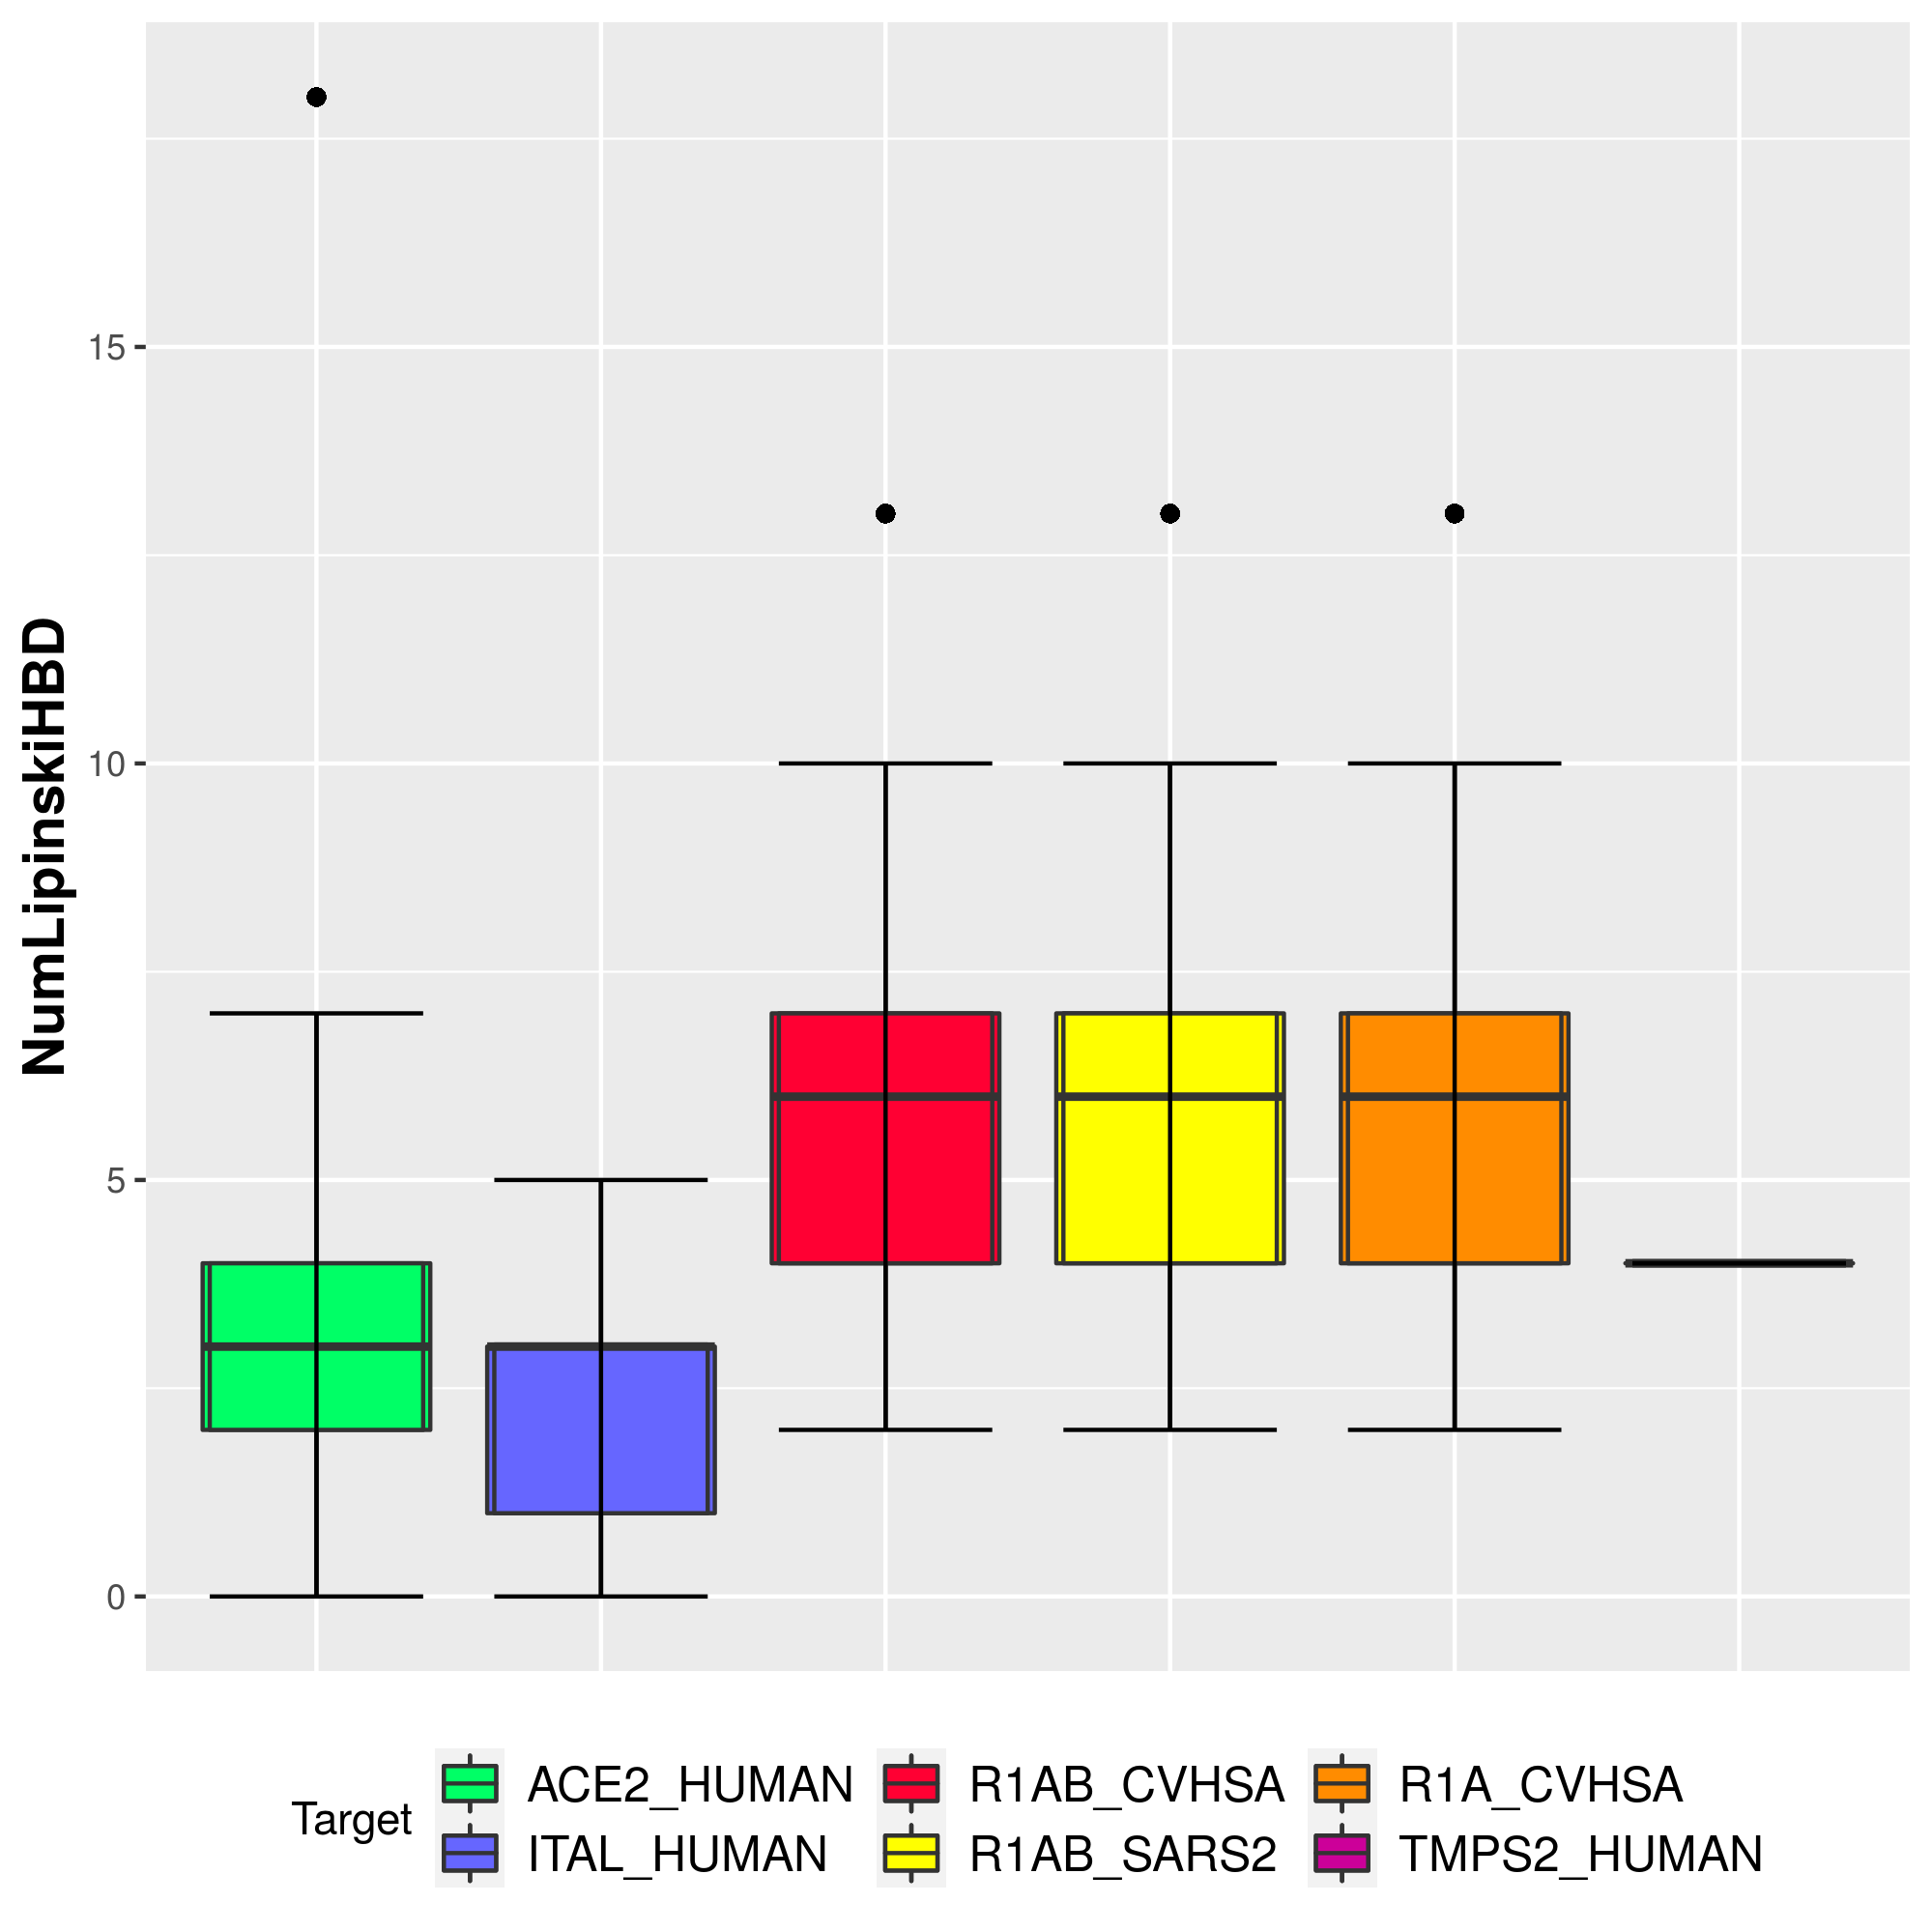 NumLipinskiHBD
15
10
5
0
Target
ACE2_HUMAN
ITAL_HUMAN
R1AB_CVHSA
R1AB_SARS2
R1A_CVHSA
TMPS2_HUMAN